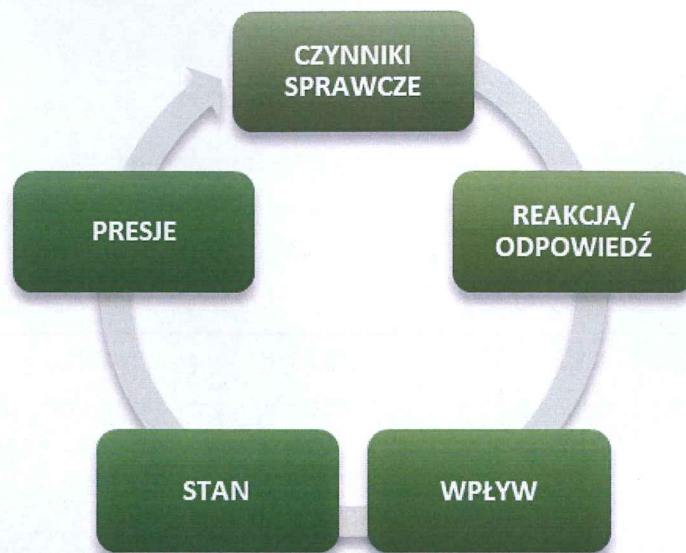 CZYNNIKI
SPRAWCZE
PRESJE
REAKCJA/
ODPOWIEDŹ
STAN
WPŁYW